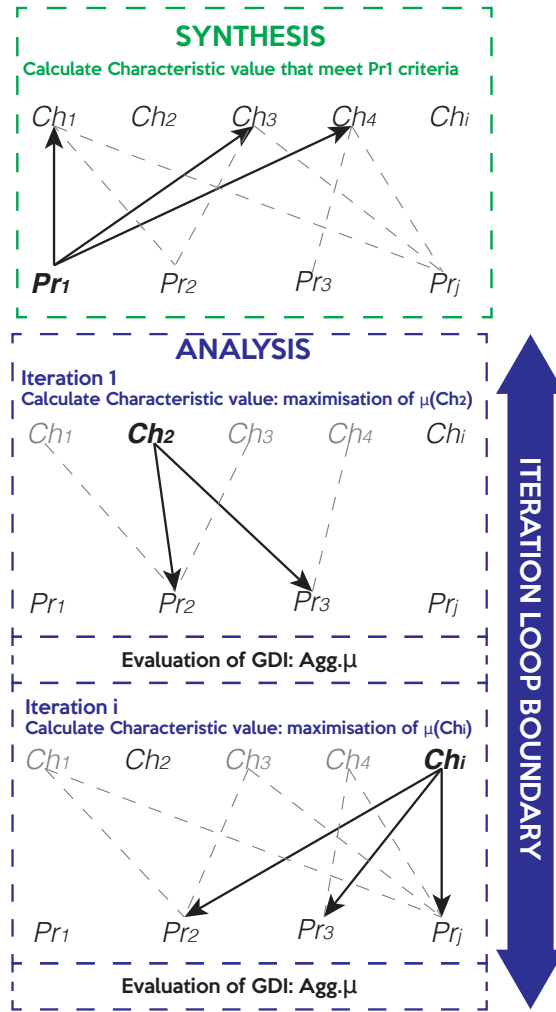 SYNTHESIS
Calculate Characteristic value that meet Pr1 criteria
Ch1 Ch2 Ch3 Ch4 Chi
Pr1 Pr2 Pr3 Prj
ANALYSIS
Iteration 1
Calculate Characteristic value: maximisation of μ(Ch2)
Ch1 Ch2 Ch3 Ch4 Chi
Pr1 Pr2 Pr3 Prj
Evaluation of GDI: Agg.μ
Iteration i
Calculate Characteristic value: maximisation of μ(Chi)
Ch1 Ch2 Ch3 Ch4 Chi
Pr1 Pr2 Pr3 Prj
Evaluation of GDI: Agg.μ
ITERATION LOOP BOUNDARY